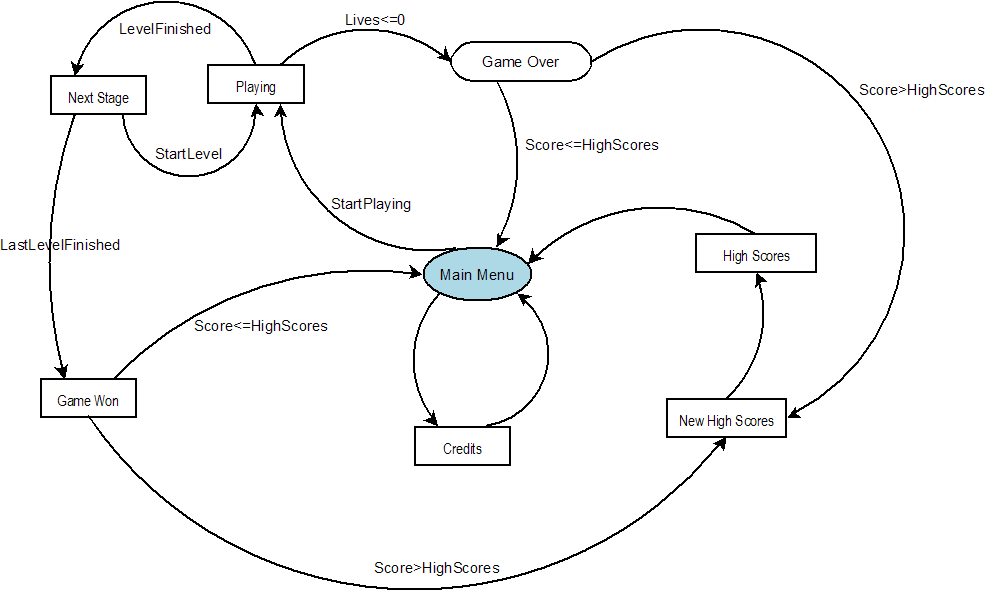 Lives<=0
LevelFinished
Game Over
Playing
Score>HighScores
Next Stage
Score<=HighScores
StartLevel
StartPlaying
LastLevelFinished
High Scores
Main Menu
Score<=HighScores
Game Won
New High Scores
Credits
Score>HighScores